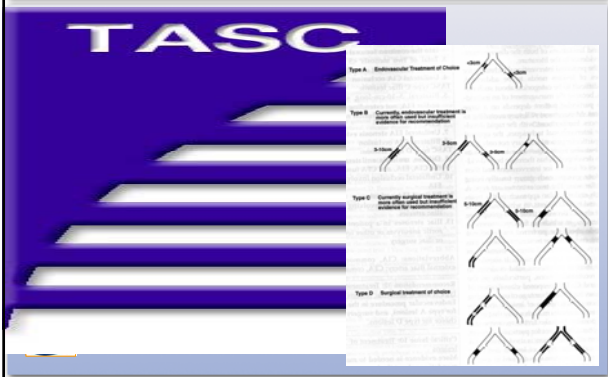 TASC
Type A Endovascular Treatment of Choice
<3cm
<3cm
Type B Currently, endovascular treatment is
more often used but insufficient
evidence for recommendation
3-10cm
3-5cm
3-5cm
Type C Currently surgical treatment is
more often used but insufficient
evidence for recommendation
5-10cm
5-10cm
Type D Surgical treatment of choice